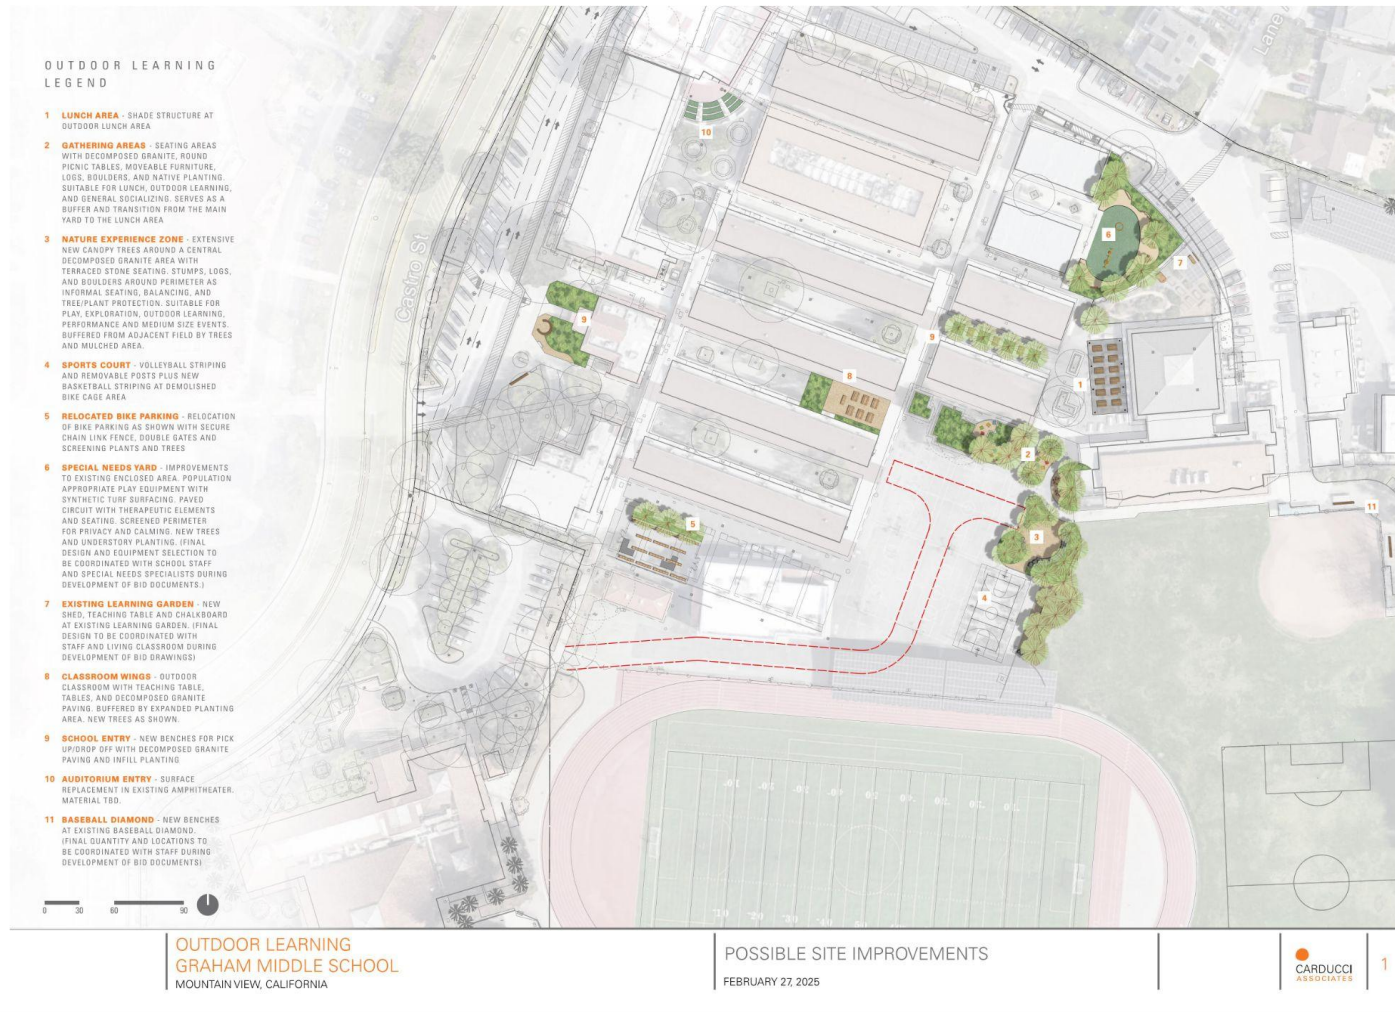 OUTDOOR LEARNING
LEGEND
1 LUNCH AREA - SHADE STRUCTURE AT
OUTDOOR LUNCH AREA
2 GATHERING AREAS - SEATING AREAS
WITH DECOMPOSED GRANITE, ROUND
PICNIC TABLES, MOVEABLE FURNITURE,
LOGS, BOULDERS, AND NATIVE PLANTING.
SUITABLE FOR LUNCH, OUTDOOR LEARNING,
AND GENERAL SOCIALIZING. SERVES AS A
BUFFER AND TRANSITION FROM THE MAIN
YARD TO THE LUNCH AREA
3 NATURE EXPERIENCE ZONE - EXTENSIVE
NEW CANOPY TREES AROUND A CENTRAL
DECOMPOSED GRANITE AREA WITH
TERRACED STONE SEATING. STUMPS, LOGS,
AND BOULDERS AROUND PERIMETER AS
INFORMAL SEATING, BALANCING, AND
TREE/PLANT PROTECTION. SUITABLE FOR
PLAY, EXPLORATION, OUTDOOR LEARNING,
PERFORMANCE AND MEDIUM SIZE EVENTS.
BUFFERED FROM ADJACENT FIELD BY TREES
AND MULCHED AREA.
4 SPORTS COURT - VOLLEYBALL STRIPING
AND REMOVABLE POSTS PLUS NEW
BASKETBALL STRIPING AT DEMOLISHED
BIKE CAGE AREA
5 RELOCATED BIKE PARKING - RELOCATION
OF BIKE PARKING AS SHOWN WITH SECURE
CHAIN LINK FENCE, DOUBLE GATES AND
SCREENING PLANTS AND TREES
6 SPECIAL NEEDS YARD - IMPROVEMENTS
TO EXISTING ENCLOSED AREA. POPULATION
APPROPRIATE PLAY EQUIPMENT WITH
SYNTHETIC TURF SURFACING. PAVED
CIRCUIT WITH THERAPEUTIC ELEMENTS
AND SEATING. SCREENED PERIMETER
FOR PRIVACY AND CALMING. NEW TREES
AND UNDERSTORY PLANTING. (FINAL
DESIGN AND EQUIPMENT SELECTION TO
BE COORDINATED WITH SCHOOL STAFF
AND SPECIAL NEEDS SPECIALISTS DURING
DEVELOPMENT OF BID DOCUMENTS.)
7 EXISTING LEARNING GARDEN - NEW
SHED, TEACHING TABLE AND CHALKBOARD
AT EXISTING LEARNING GARDEN. (FINAL
DESIGN TO BE COORDINATED WITH
STAFF AND LIVING CLASSROOM DURING
DEVELOPMENT OF BID DRAWINGS)
8 CLASSROOM WINGS - OUTDOOR
CLASSROOM WITH TEACHING TABLE,
TABLES, AND DECOMPOSED GRANITE
PAVING. BUFFERED BY EXPANDED PLANTING
AREA. NEW TREES AS SHOWN.
9 SCHOOL ENTRY - NEW BENCHES FOR PICK
UP/DROP OFF WITH DECOMPOSED GRANITE
PAVING AND INFILL PLANTING
10 AUDITORIUM ENTRY - SURFACE
REPLACEMENT IN EXISTING AMPHITHEATER.
MATERIAL TBD.
11 BASEBALL DIAMOND - NEW BENCHES
AT EXISTING BASEBALL DIAMOND.
(FINAL QUANTITY AND LOCATIONS TO
BE COORDINATED WITH STAFF DURING
DEVELOPMENT OF BID DOCUMENTS)
0 30 60 90
Castro St
Lane
10
6
7
9
9
1
8
2
5
3
11
4
OUTDOOR LEARNING
GRAHAM MIDDLE SCHOOL
MOUNTAIN VIEW, CALIFORNIA
POSSIBLE SITE IMPROVEMENTS
FEBRUARY 27, 2025
CARDUCCI
ASSOCIATES
1